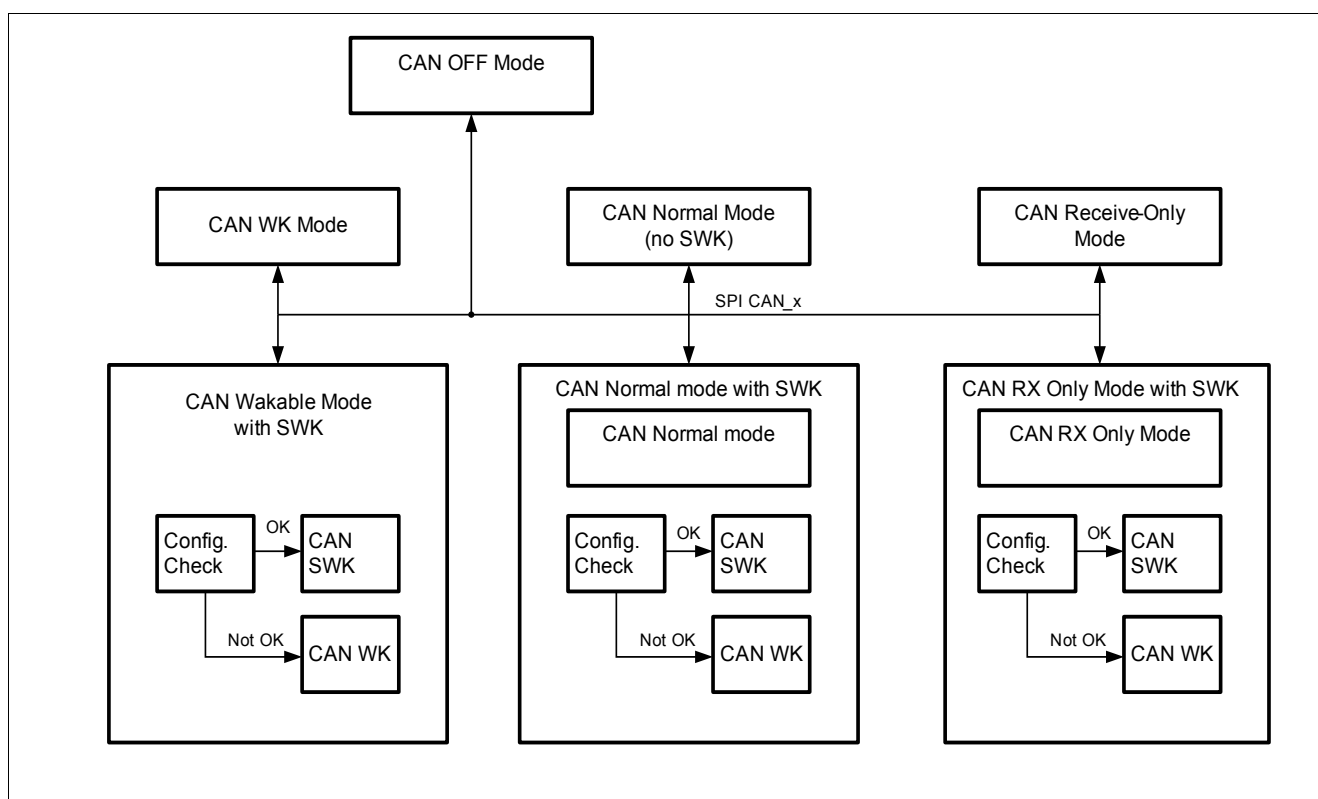 CAN OFF Mode
CAN WK Mode
CAN Normal Mode
(no SWK)
CAN Receive-Only
Mode
SPI CAN_x
CAN Wakable Mode
with SWK
Config.
Check
OK
CAN
SWK
Not OK
CAN WK
CAN Normal mode with SWK
CAN Normal mode
Config.
Check
OK
CAN
SWK
Not OK
CAN WK
CAN RX Only Mode with SWK
CAN RX Only Mode
Config.
Check
OK
CAN
SWK
Not OK
CAN WK